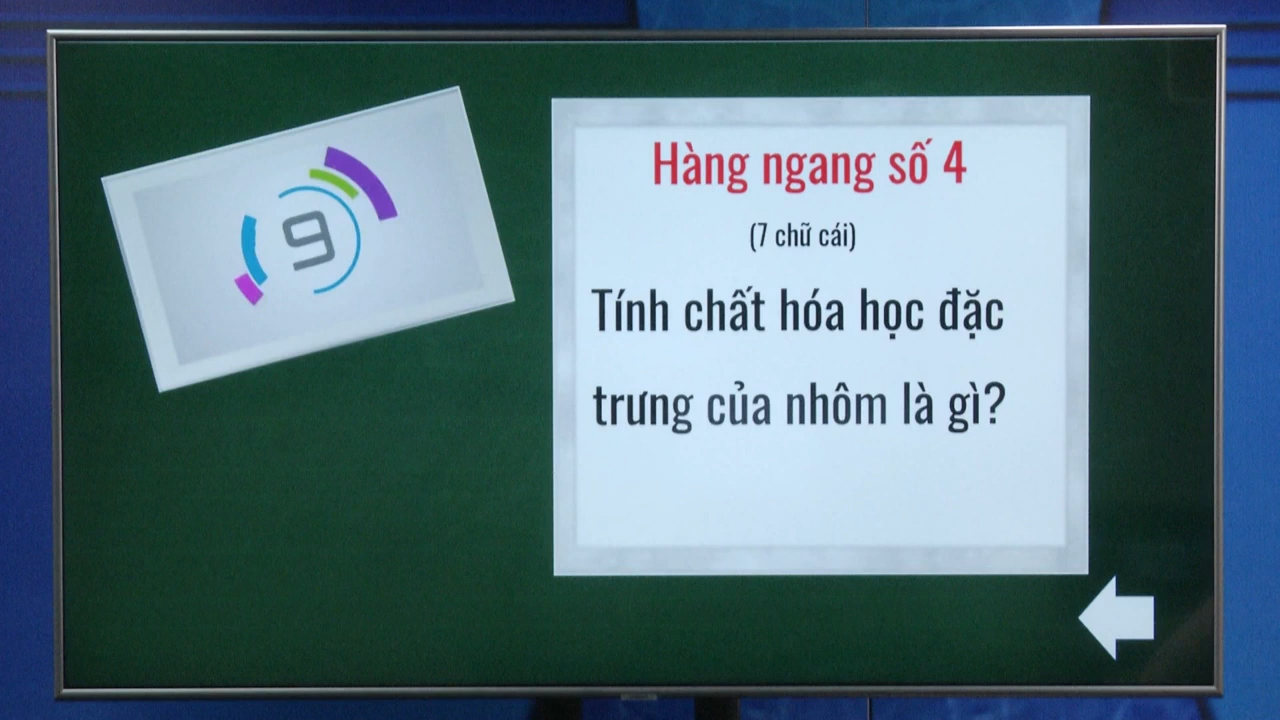 9
Hàng ngang số 4
(7 chữ cái)
Tính chất hóa học đặc
trưng của nhôm là gì?